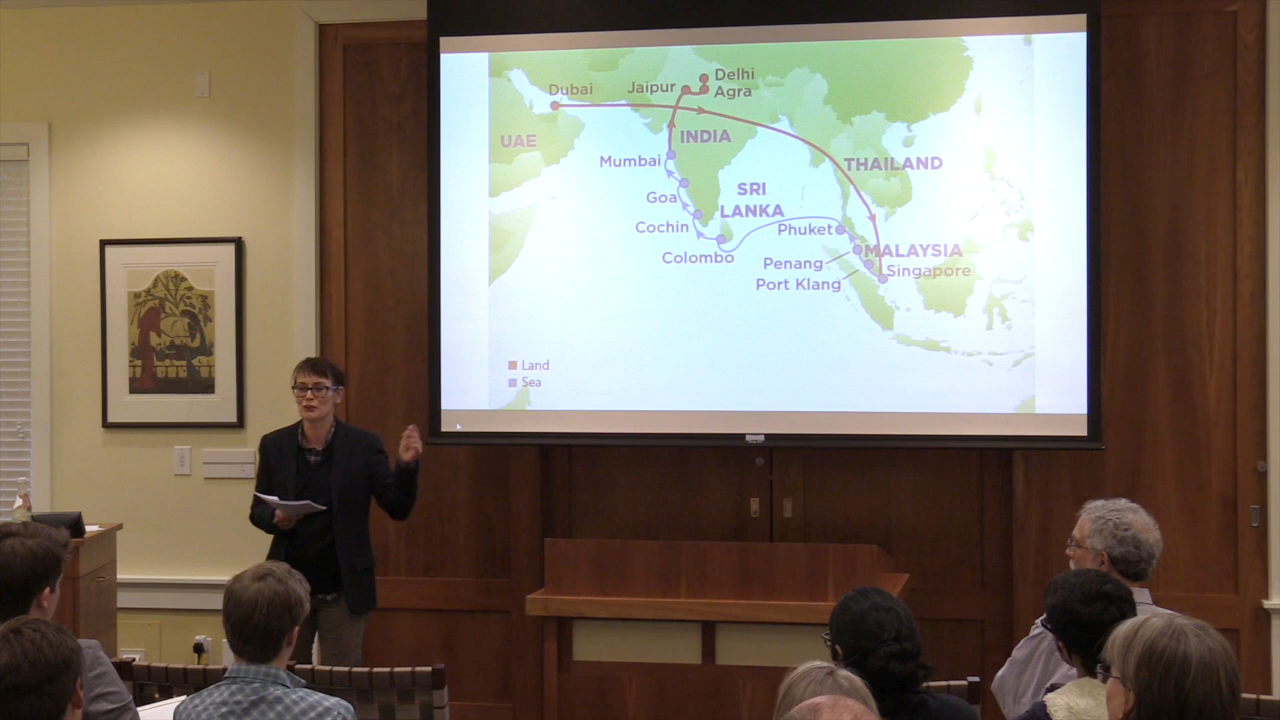 Delhi
Dubai
Jaipur
Agra
UAE
INDIA
Mumbai
THAILAND
SRI
LANKA
Goa
Cochin
Phuket
Colombo
MALAYSIA
Penang
Singapore
Port Klang
Land
Sea